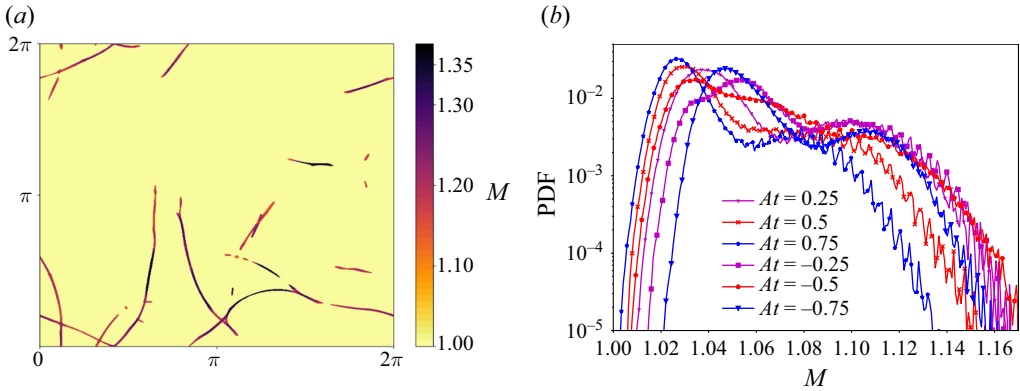 (a)
(b)
2π
π
0
π
2π
1.35
1.30
1.20
1.10
1.00
M
PDF
10–2
10–3
10–4
10–5
At = 0.25
At = 0.5
At = 0.75
At = –0.25
At = –0.5
At = –0.75
1.00 1.02 1.04 1.06 1.08 1.10 1.12 1.14 1.16
M